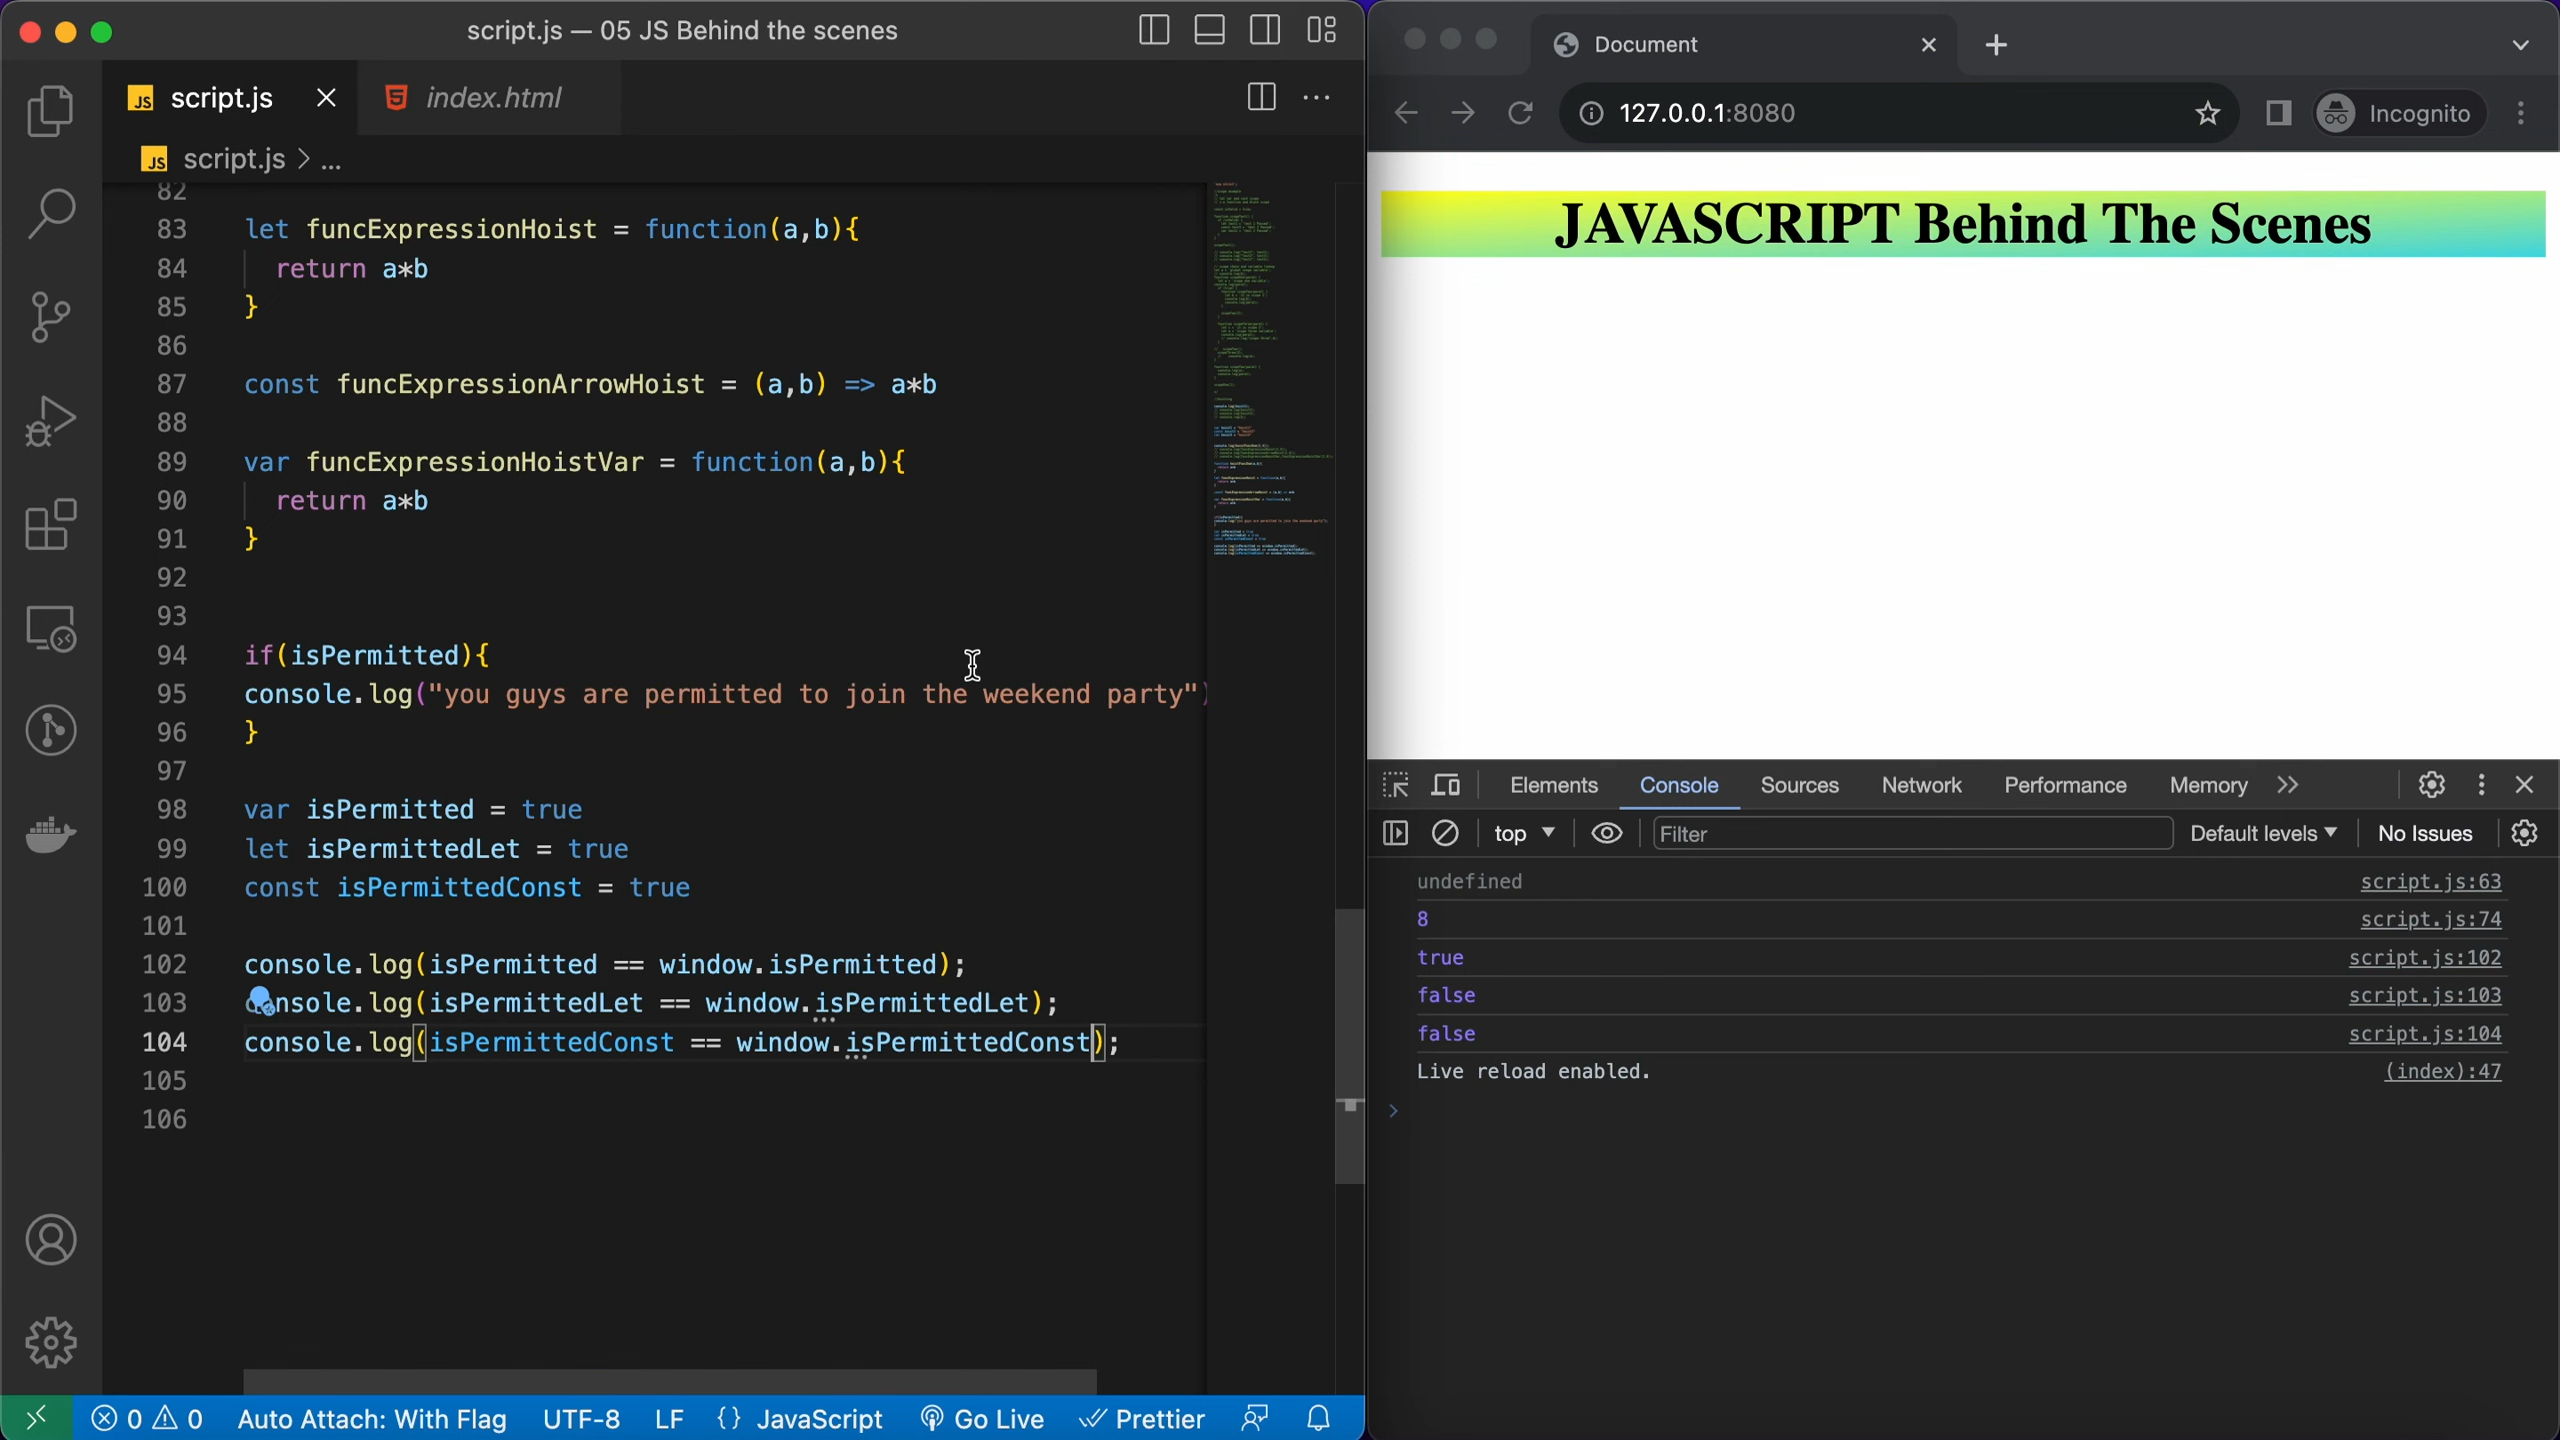 script.js — 05 JS Behind the scenes
JS script.js
index.html
JS script.js > ...
82
83 let funcExpressionHoist = function(a,b){
84 return a*b
85 }
86
87 const funcExpressionArrowHoist = (a,b) => a*b
88
89 var funcExpressionHoistVar = function(a,b){
90 return a*b
91 }
92
93
94 if(isPermitted){
95 console.log("you guys are permitted to join the weekend party")
96 }
97
98 var isPermitted = true
99 let isPermittedLet = true
100 const isPermittedConst = true
101
102 console.log(isPermitted == window.isPermitted);
103 console.log(isPermittedLet == window.isPermittedLet);
104 console.log(isPermittedConst == window.isPermittedConst);
105
106
0 0 Auto Attach: With Flag UTF-8 LF {} JavaScript Go Live Prettier
Document
127.0.0.1:8080
Incognito
JAVASCRIPT Behind The Scenes
Elements Console Sources Network Performance Memory
top Filter Default levels No Issues
undefined script.js:63
8 script.js:74
true script.js:102
false script.js:103
false script.js:104
Live reload enabled. (index):47